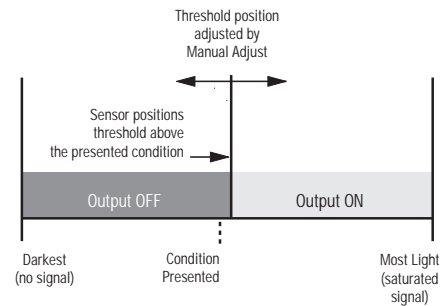 Threshold position
adjusted by
Manual Adjust
Sensor positions
threshold above
the presented condition
Output OFF
Output ON
Darkest
(no signal)
Condition
Presented
Most Light
(saturated
signal)